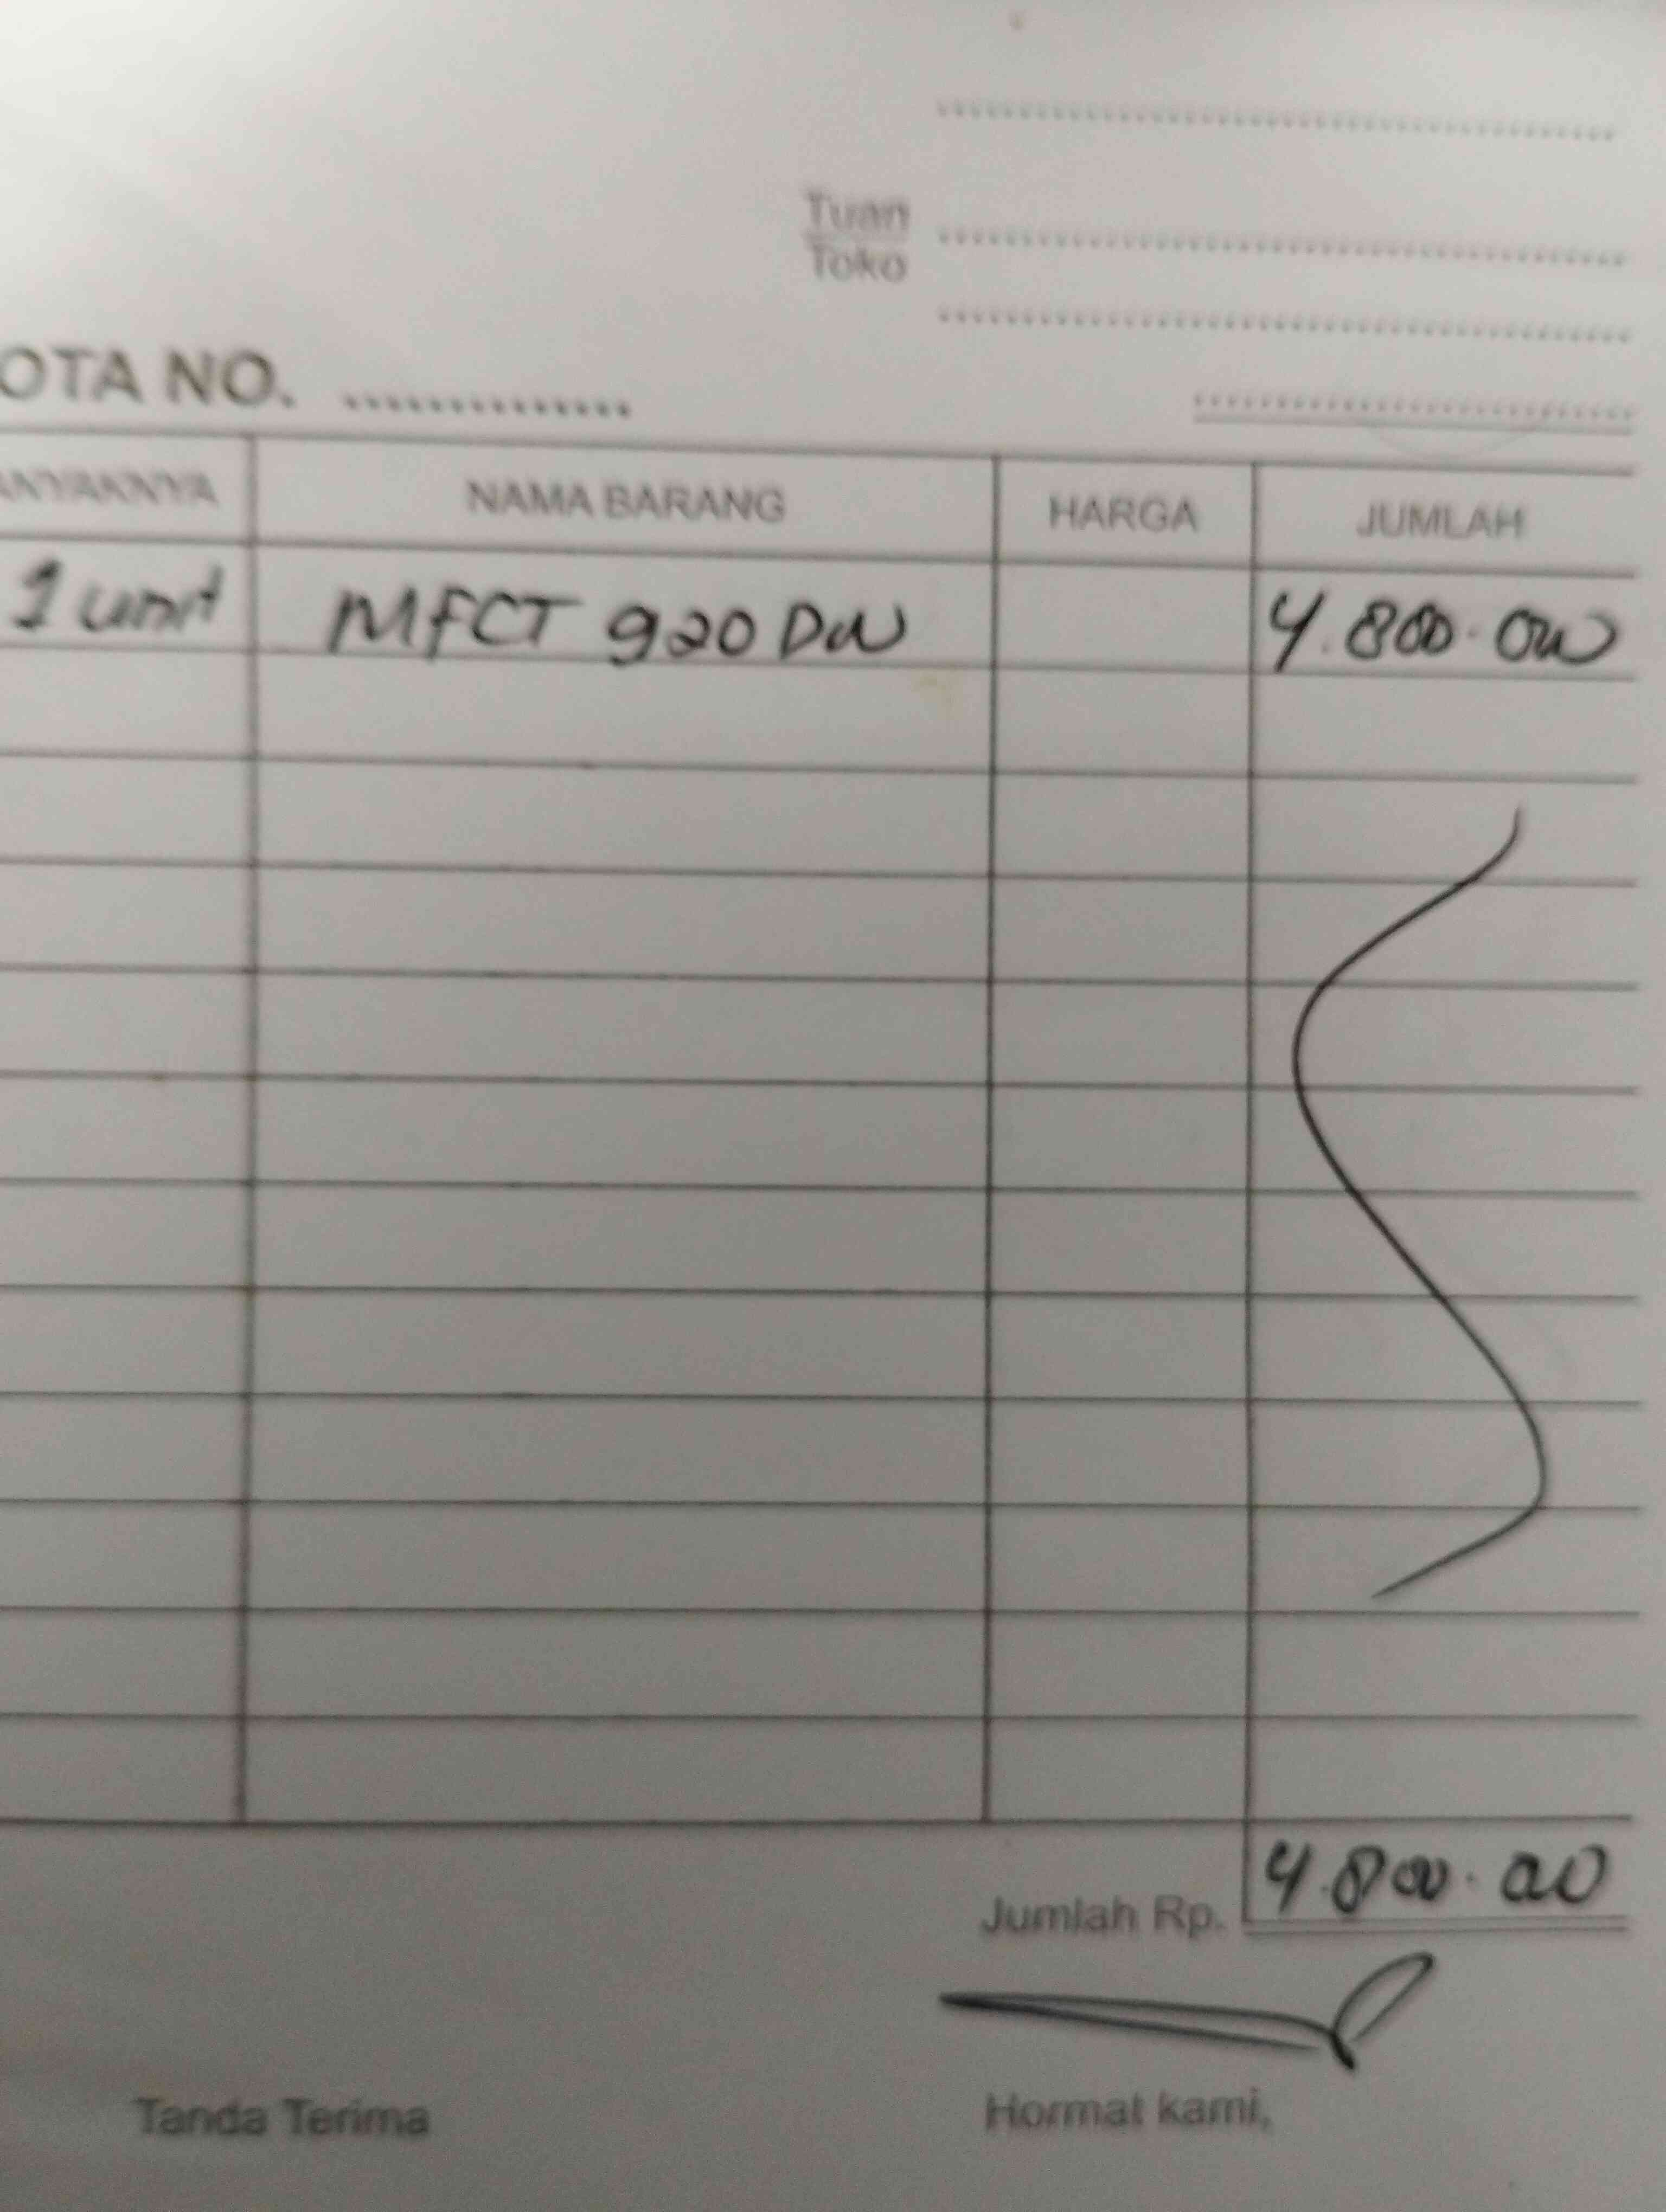 Tuan
Toko
OTA NO. ................
ANYAKNYA NAMA BARANG HARGA JUMLAH
1 unit MFCT 920 DW 4.800.000
Jumlah Rp. 4.800.000
Tanda Terima Hormat kami,